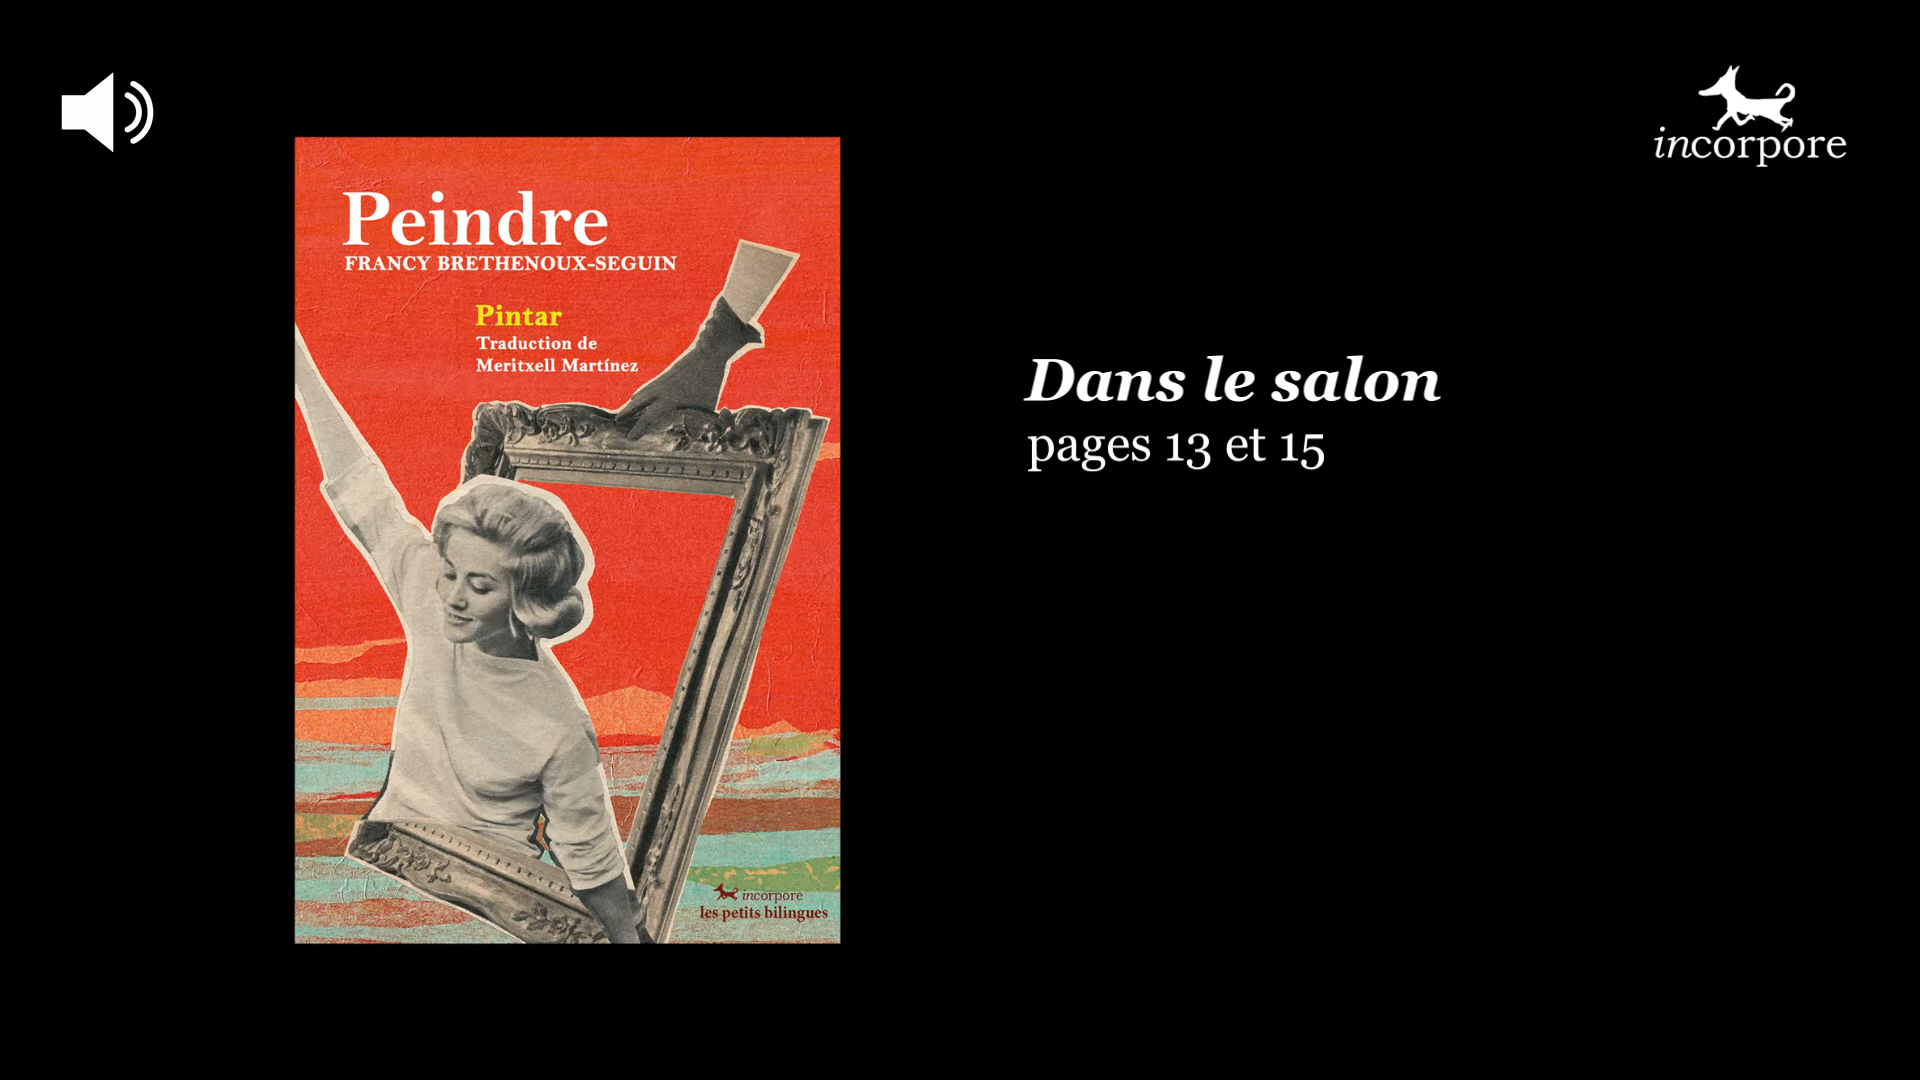 incorpore
Peindre
FRANCY BRETHENOUX-SEGUIN
Pintar
Traduction de
Meritxell Martínez
incorpore
les petits bilingues
Dans le salon
pages 13 et 15